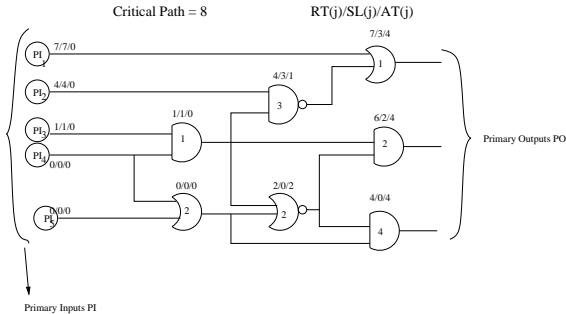 Critical Path = 8
RT(j)/SL(j)/AT(j)
7/3/4
PI1
7/7/0
1
PI2
4/4/0
4/3/1
3
PI3
1/1/0
1/1/0
1
6/2/4
2
PI4
0/0/0
Primary Outputs PO
0/0/0
2
2/0/2
2
4/0/4
4
PI5
0/0/0
Primary Inputs PI